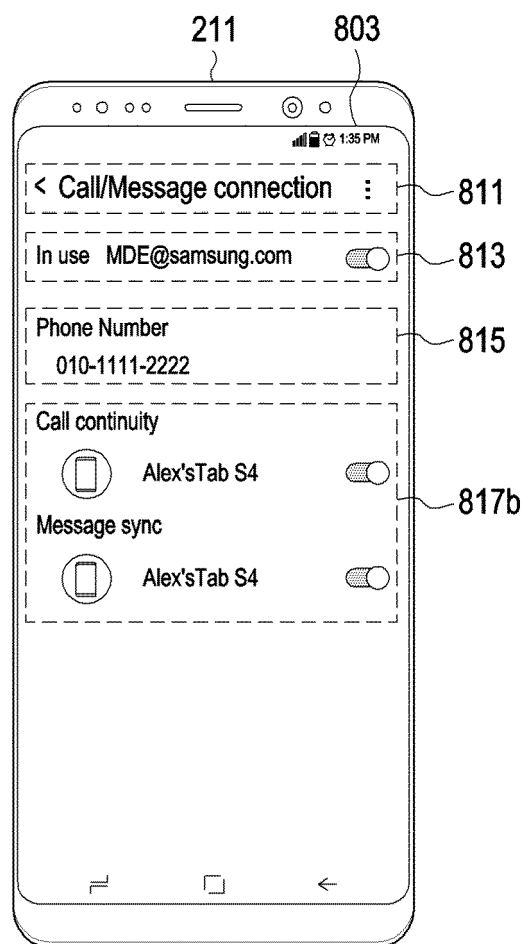 211 803
1:35 PM
< Call/Message connection
811
In use MDE@samsung.com
813
Phone Number
815
010-1111-2222
Call continuity
Alex'sTab S4
817b
Message sync
Alex'sTab S4